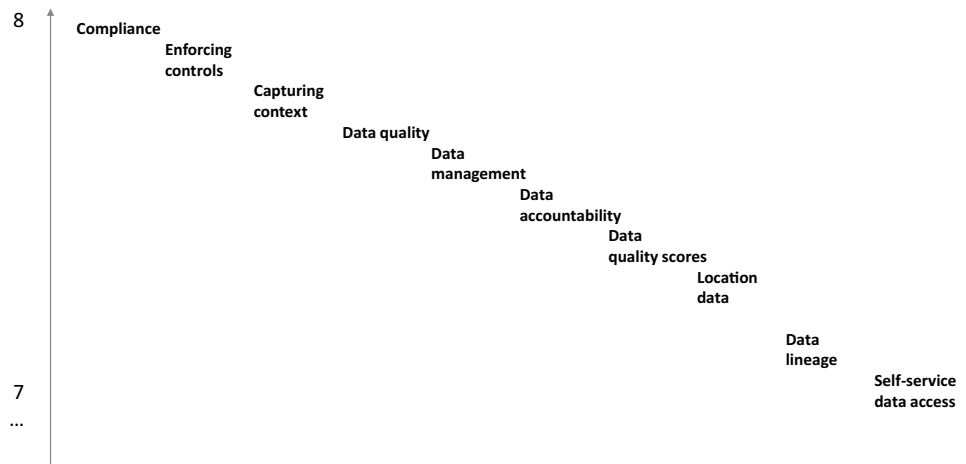 8
Compliance
Enforcing
controls
Capturing
context
Data quality
Data
management
Data
accountability
Data
quality scores
Location
data
Data
lineage
Self-service
data access
7
...